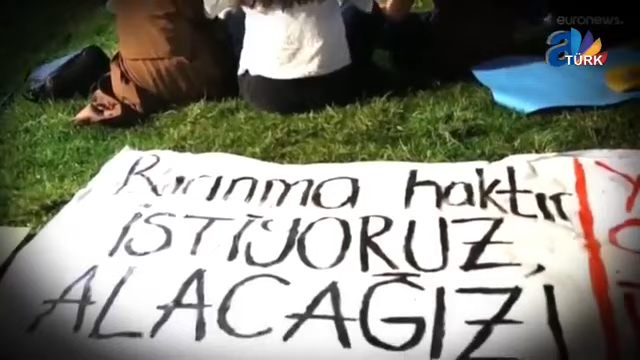 euronews.
TÜRK
Barınma haktır
İSTİYORUZ,
ALACAĞIZ!